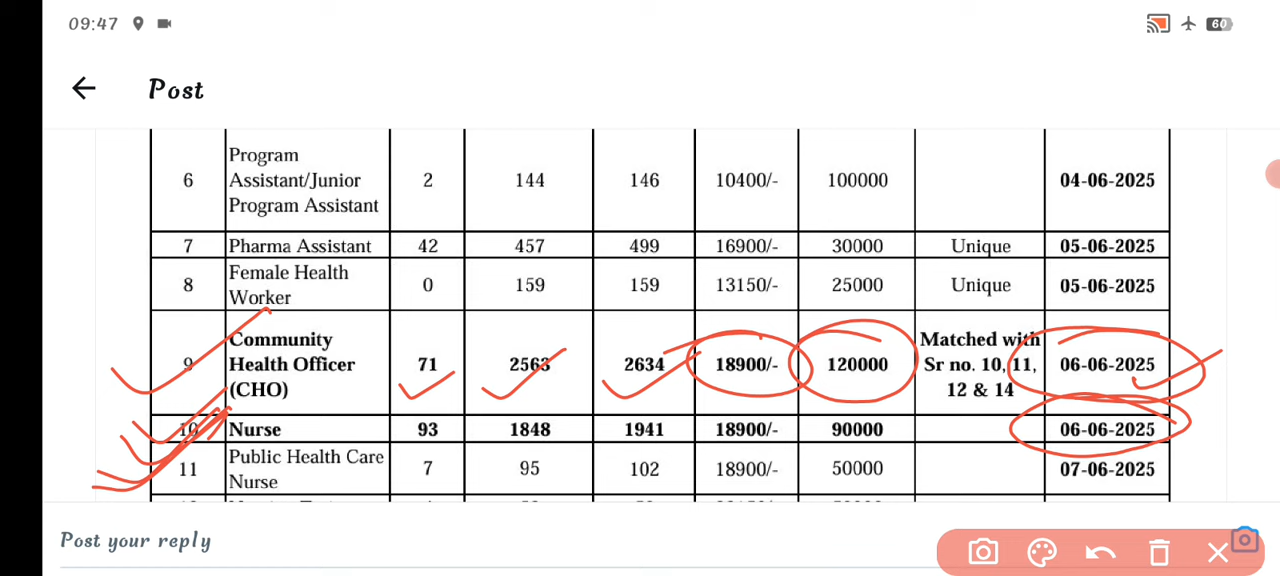 09:47
60
Post
6 Program Assistant/Junior Program Assistant 2 144 146 10400/- 100000 04-06-2025
7 Pharma Assistant 42 457 499 16900/- 30000 Unique 05-06-2025
8 Female Health Worker 0 159 159 13150/- 25000 Unique 05-06-2025
9 Community Health Officer (CHO) 71 2563 2634 18900/- 120000 Matched with Sr no. 10, 11, 12 & 14 06-06-2025
10 Nurse 93 1848 1941 18900/- 90000 06-06-2025
11 Public Health Care Nurse 7 95 102 18900/- 50000 07-06-2025
Post your reply